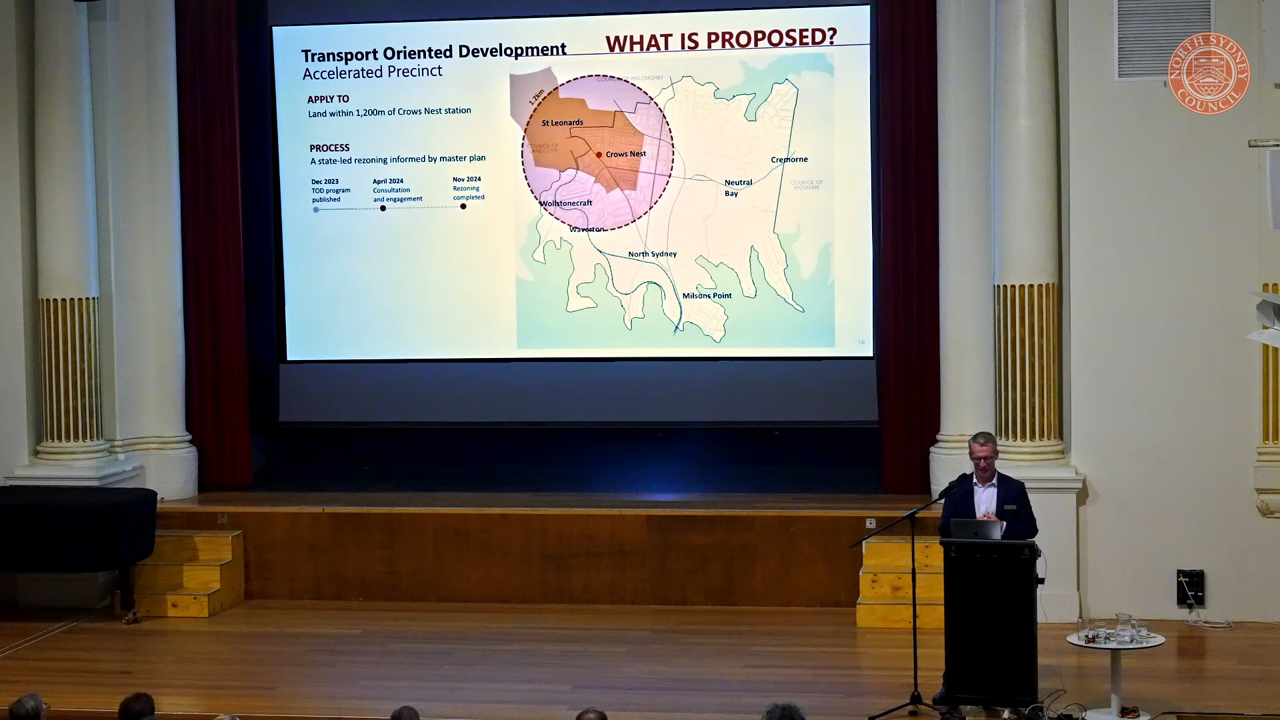 Transport Oriented Development
WHAT IS PROPOSED?
Accelerated Precinct
APPLY TO
Land within 1,200m of Crows Nest station
PROCESS
A state-led rezoning informed by master plan
Dec 2023
TOD program
published
April 2024
Consultation
and engagement
Nov 2024
Rezoning
completed
1.2km
St Leonards
Crows Nest
Wollstonecraft
Waverton
North Sydney
Milsons Point
Neutral
Bay
Cremorne
COUNCIL OF
MOSMAN
NORTH SYDNEY
COUNCIL